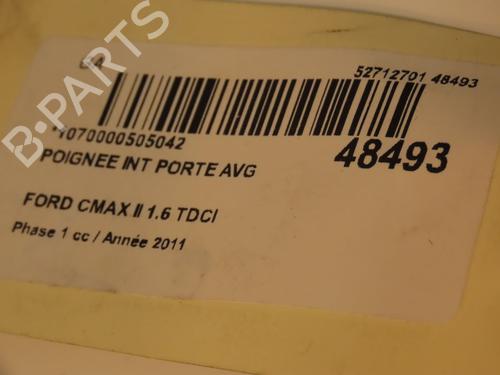 B-PARTS
52712701 48493
*1070000505042
48493
POIGNEE INT PORTE AVG
FORD CMAX II 1.6 TDCI
Phase 1 cc / Année 2011